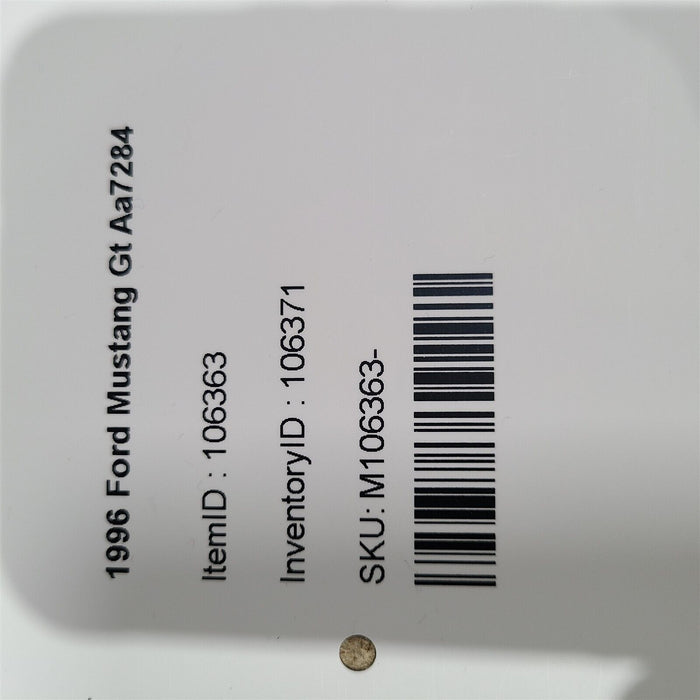 1996 Ford Mustang Gt Aa7284
ItemID : 106363
InventoryID : 106371
SKU: M106363-